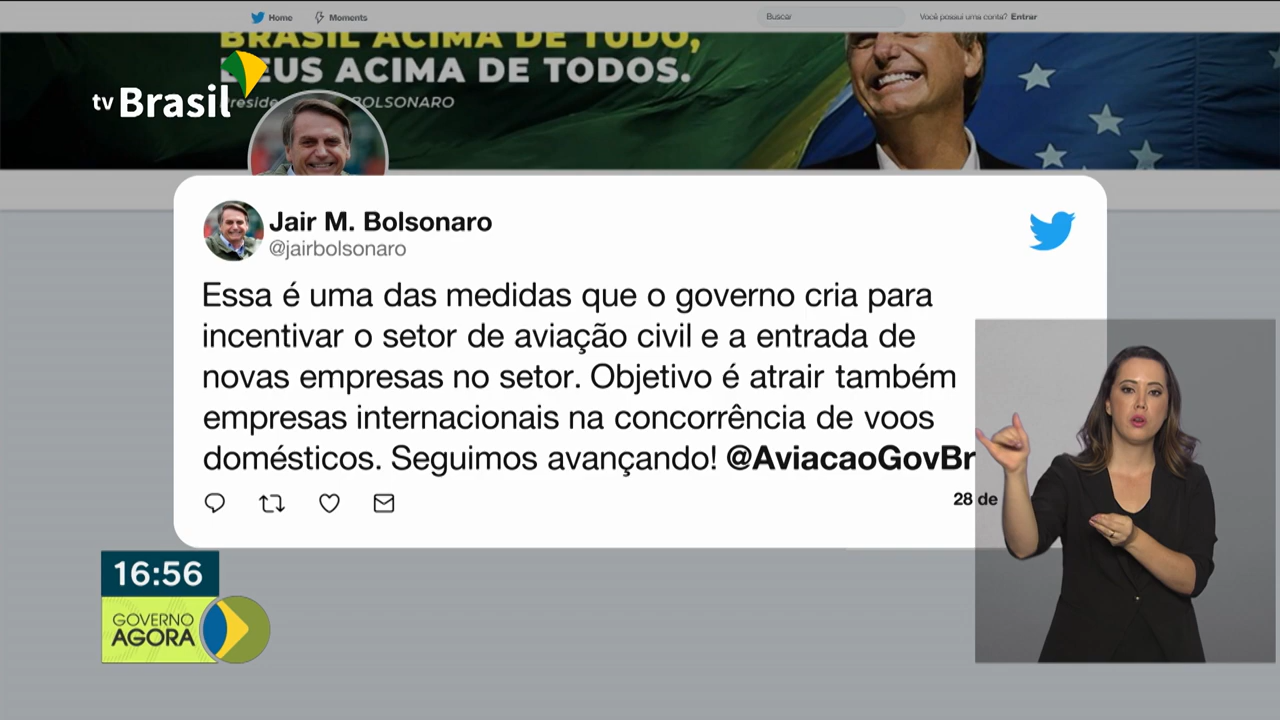 Home Moments Buscar Você possui uma conta? Entrar
BRASIL ACIMA DE TUDO,
DEUS ACIMA DE TODOS.
BOLSONARO
tv Brasil
Jair M. Bolsonaro
@jairbolsonaro
Essa é uma das medidas que o governo cria para
incentivar o setor de aviação civil e a entrada de
novas empresas no setor. Objetivo é atrair também
empresas internacionais na concorrência de voos
domésticos. Seguimos avançando! @AviacaoGovBr
28 de
16:56
GOVERNO
AGORA